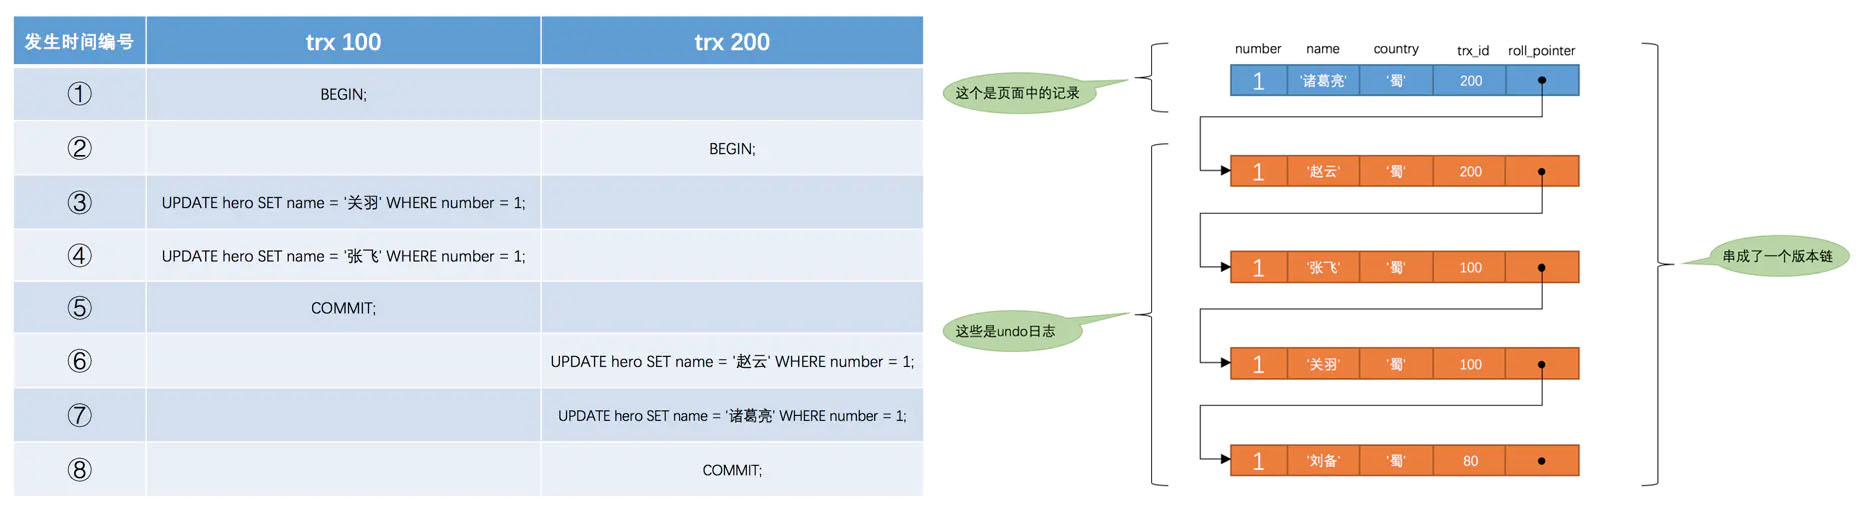 发生时间编号 trx 100 trx 200
① BEGIN;
② BEGIN;
③ UPDATE hero SET name = '关羽' WHERE number = 1;
④ UPDATE hero SET name = '张飞' WHERE number = 1;
⑤ COMMIT;
⑥ UPDATE hero SET name = '赵云' WHERE number = 1;
⑦ UPDATE hero SET name = '诸葛亮' WHERE number = 1;
⑧ COMMIT;
number name country trx_id roll_pointer
1 '诸葛亮' '蜀' 200
这个是页面中的记录
1 '赵云' '蜀' 200
1 '张飞' '蜀' 100
这些是undo日志
1 '关羽' '蜀' 100
1 '刘备' '蜀' 80
串成了一个版本链